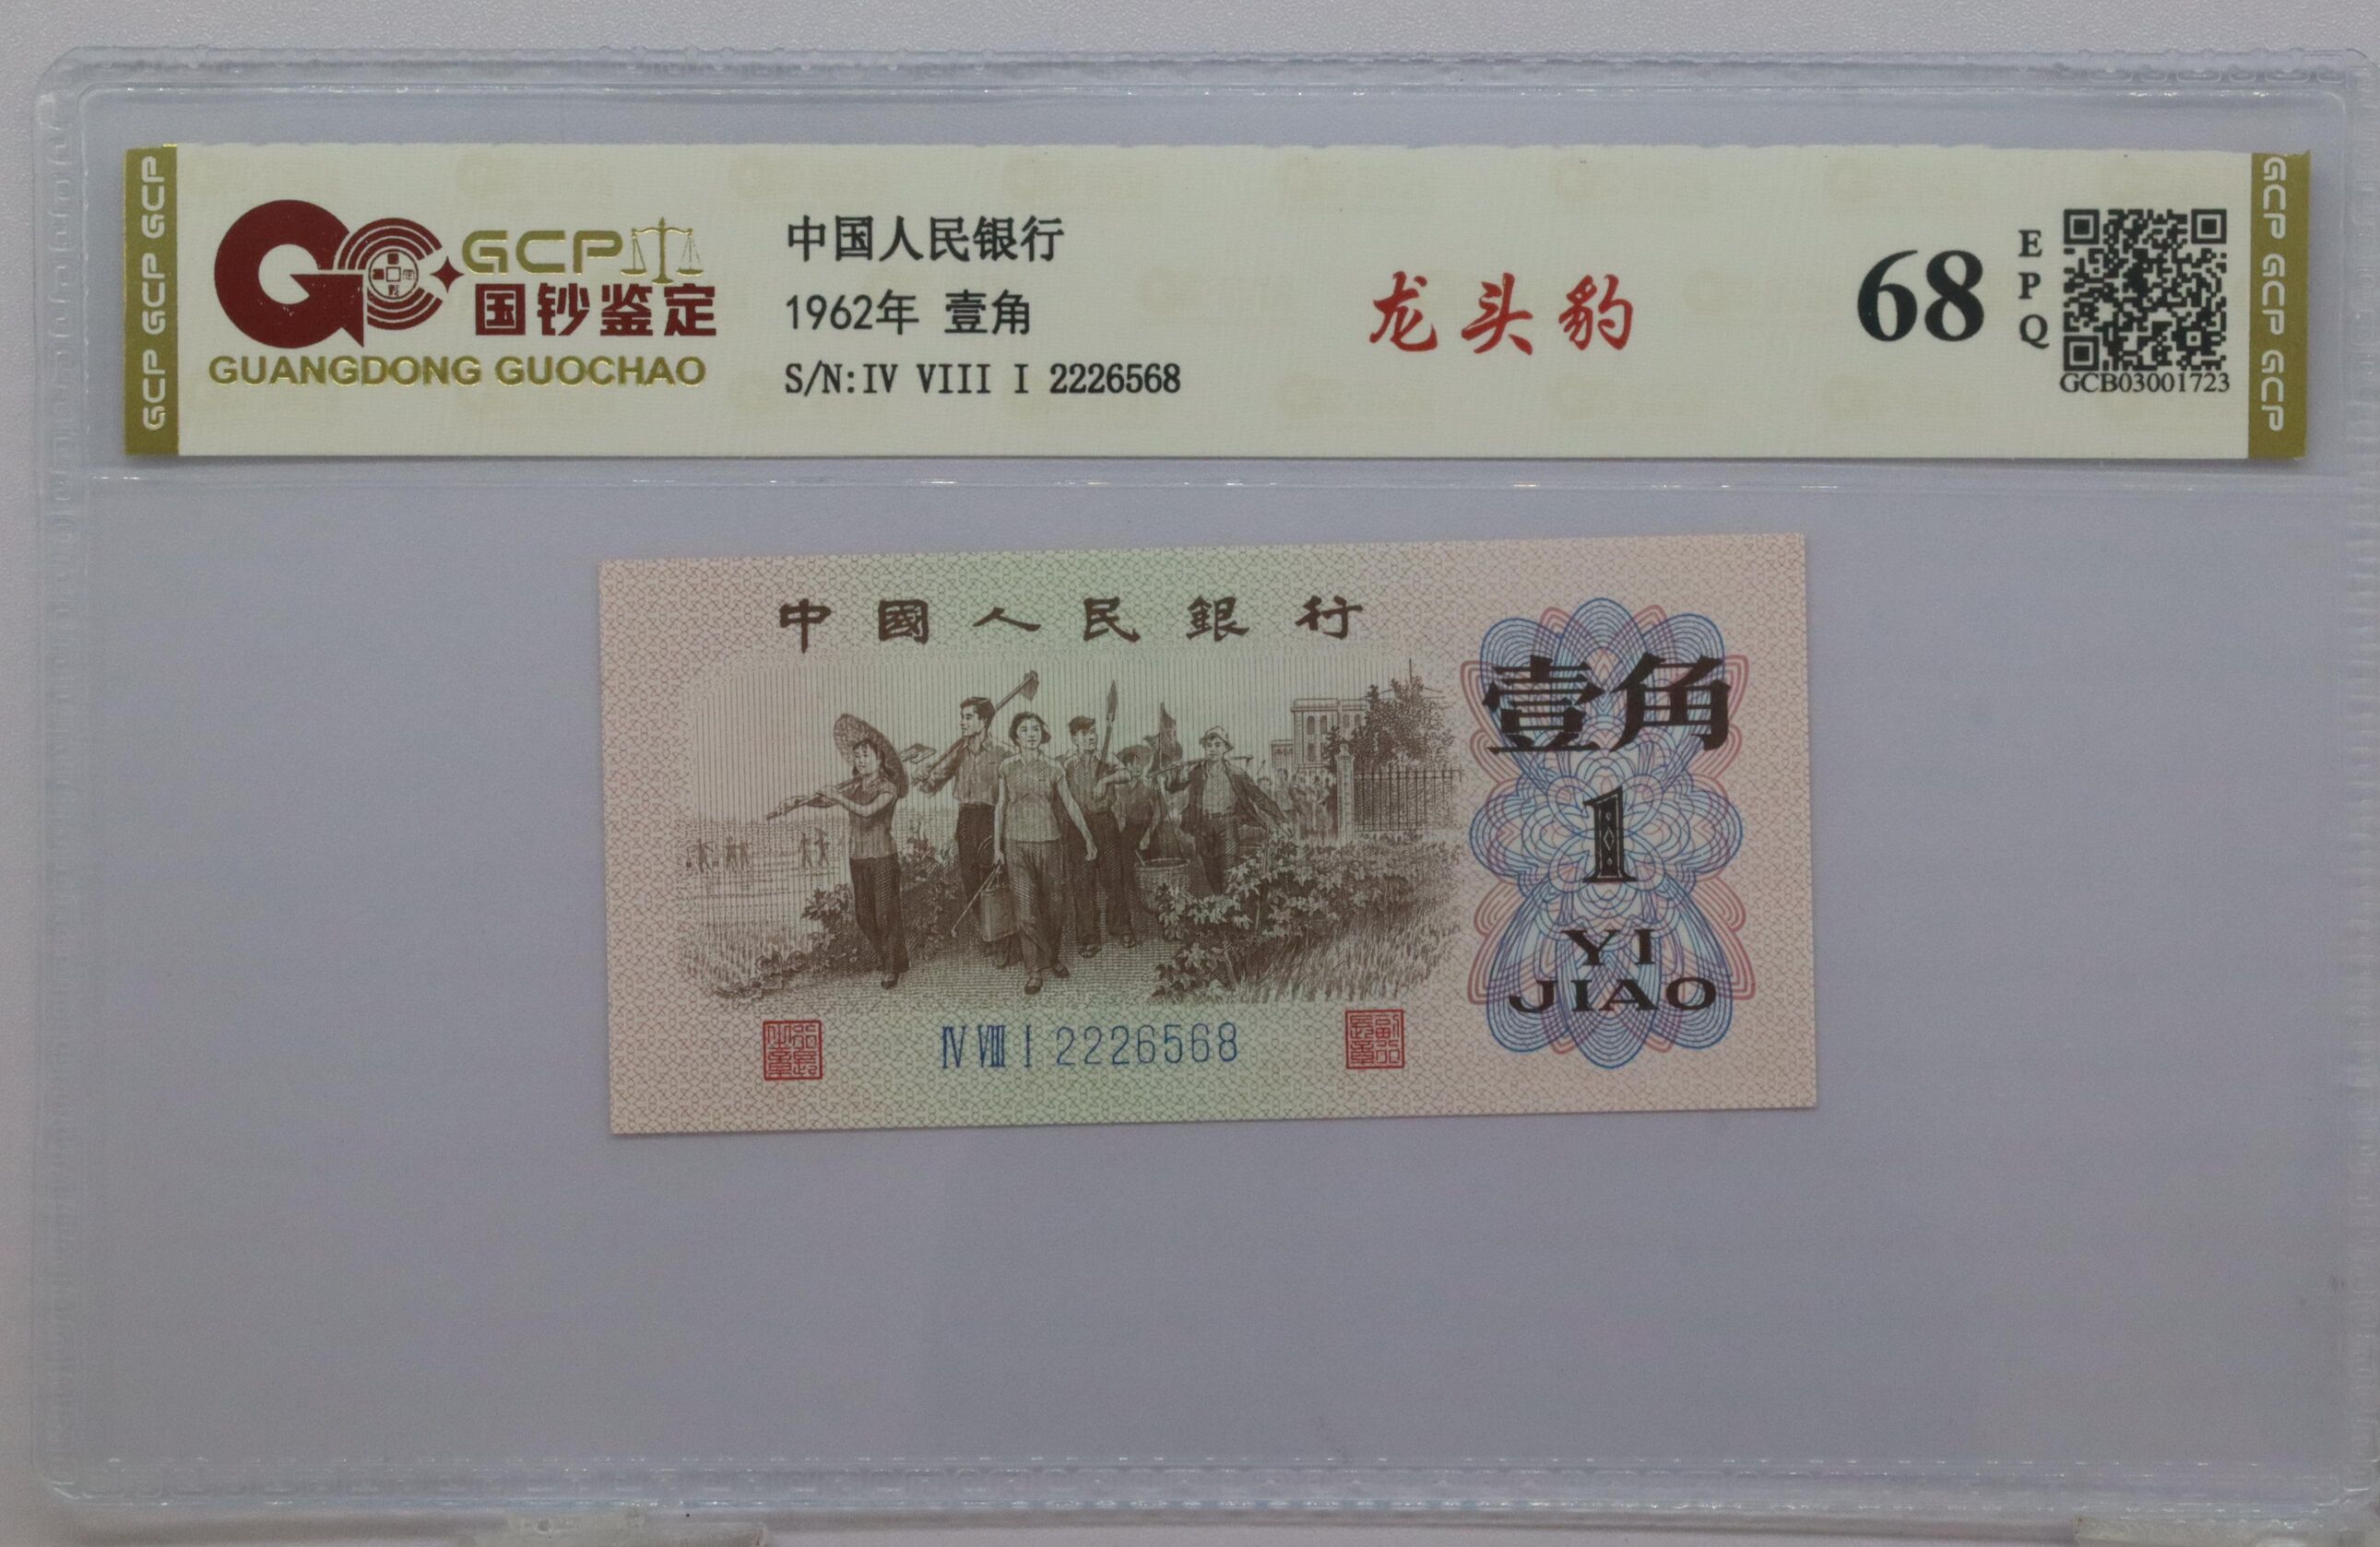 GCP GCP GCP
GCP
国钞鉴定
GUANGDONG GUOCHAO
中国人民银行
1962年 壹角
S/N:IV VIII I 2226568
龙头豹
68
EPQ
GCB03001723
GCP GCP GCP
中國人民銀行
壹角
1
YI
JIAO
IV VIII I 2226568